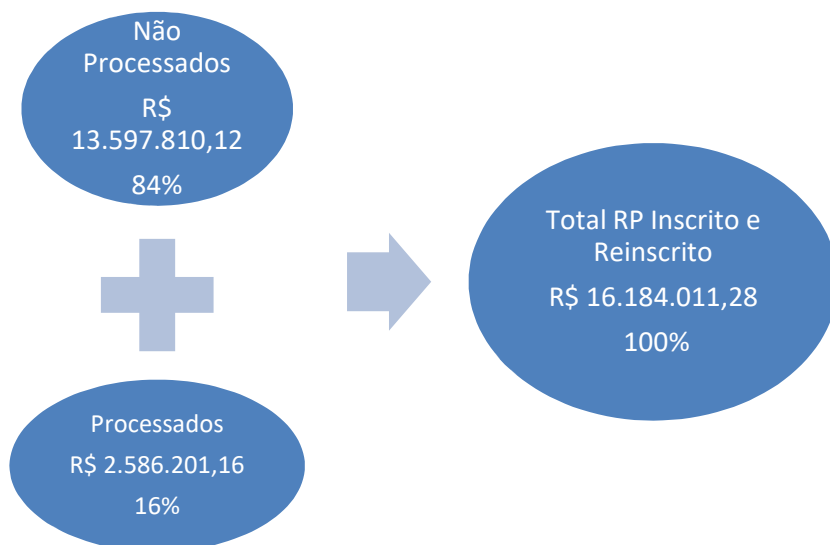 Não
Processados
R$
13.597.810,12
84%
Processados
R$ 2.586.201,16
16%
Total RP Inscrito e
Reinscrito
R$ 16.184.011,28
100%